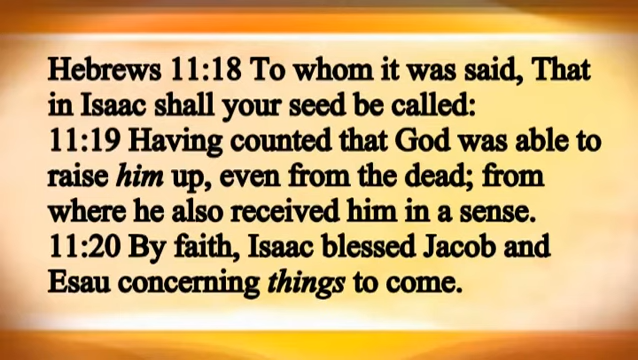 Hebrews 11:18 To whom it was said, That
in Isaac shall your seed be called:
11:19 Having counted that God was able to
raise him up, even from the dead; from
where he also received him in a sense.
11:20 By faith, Isaac blessed Jacob and
Esau concerning things to come.